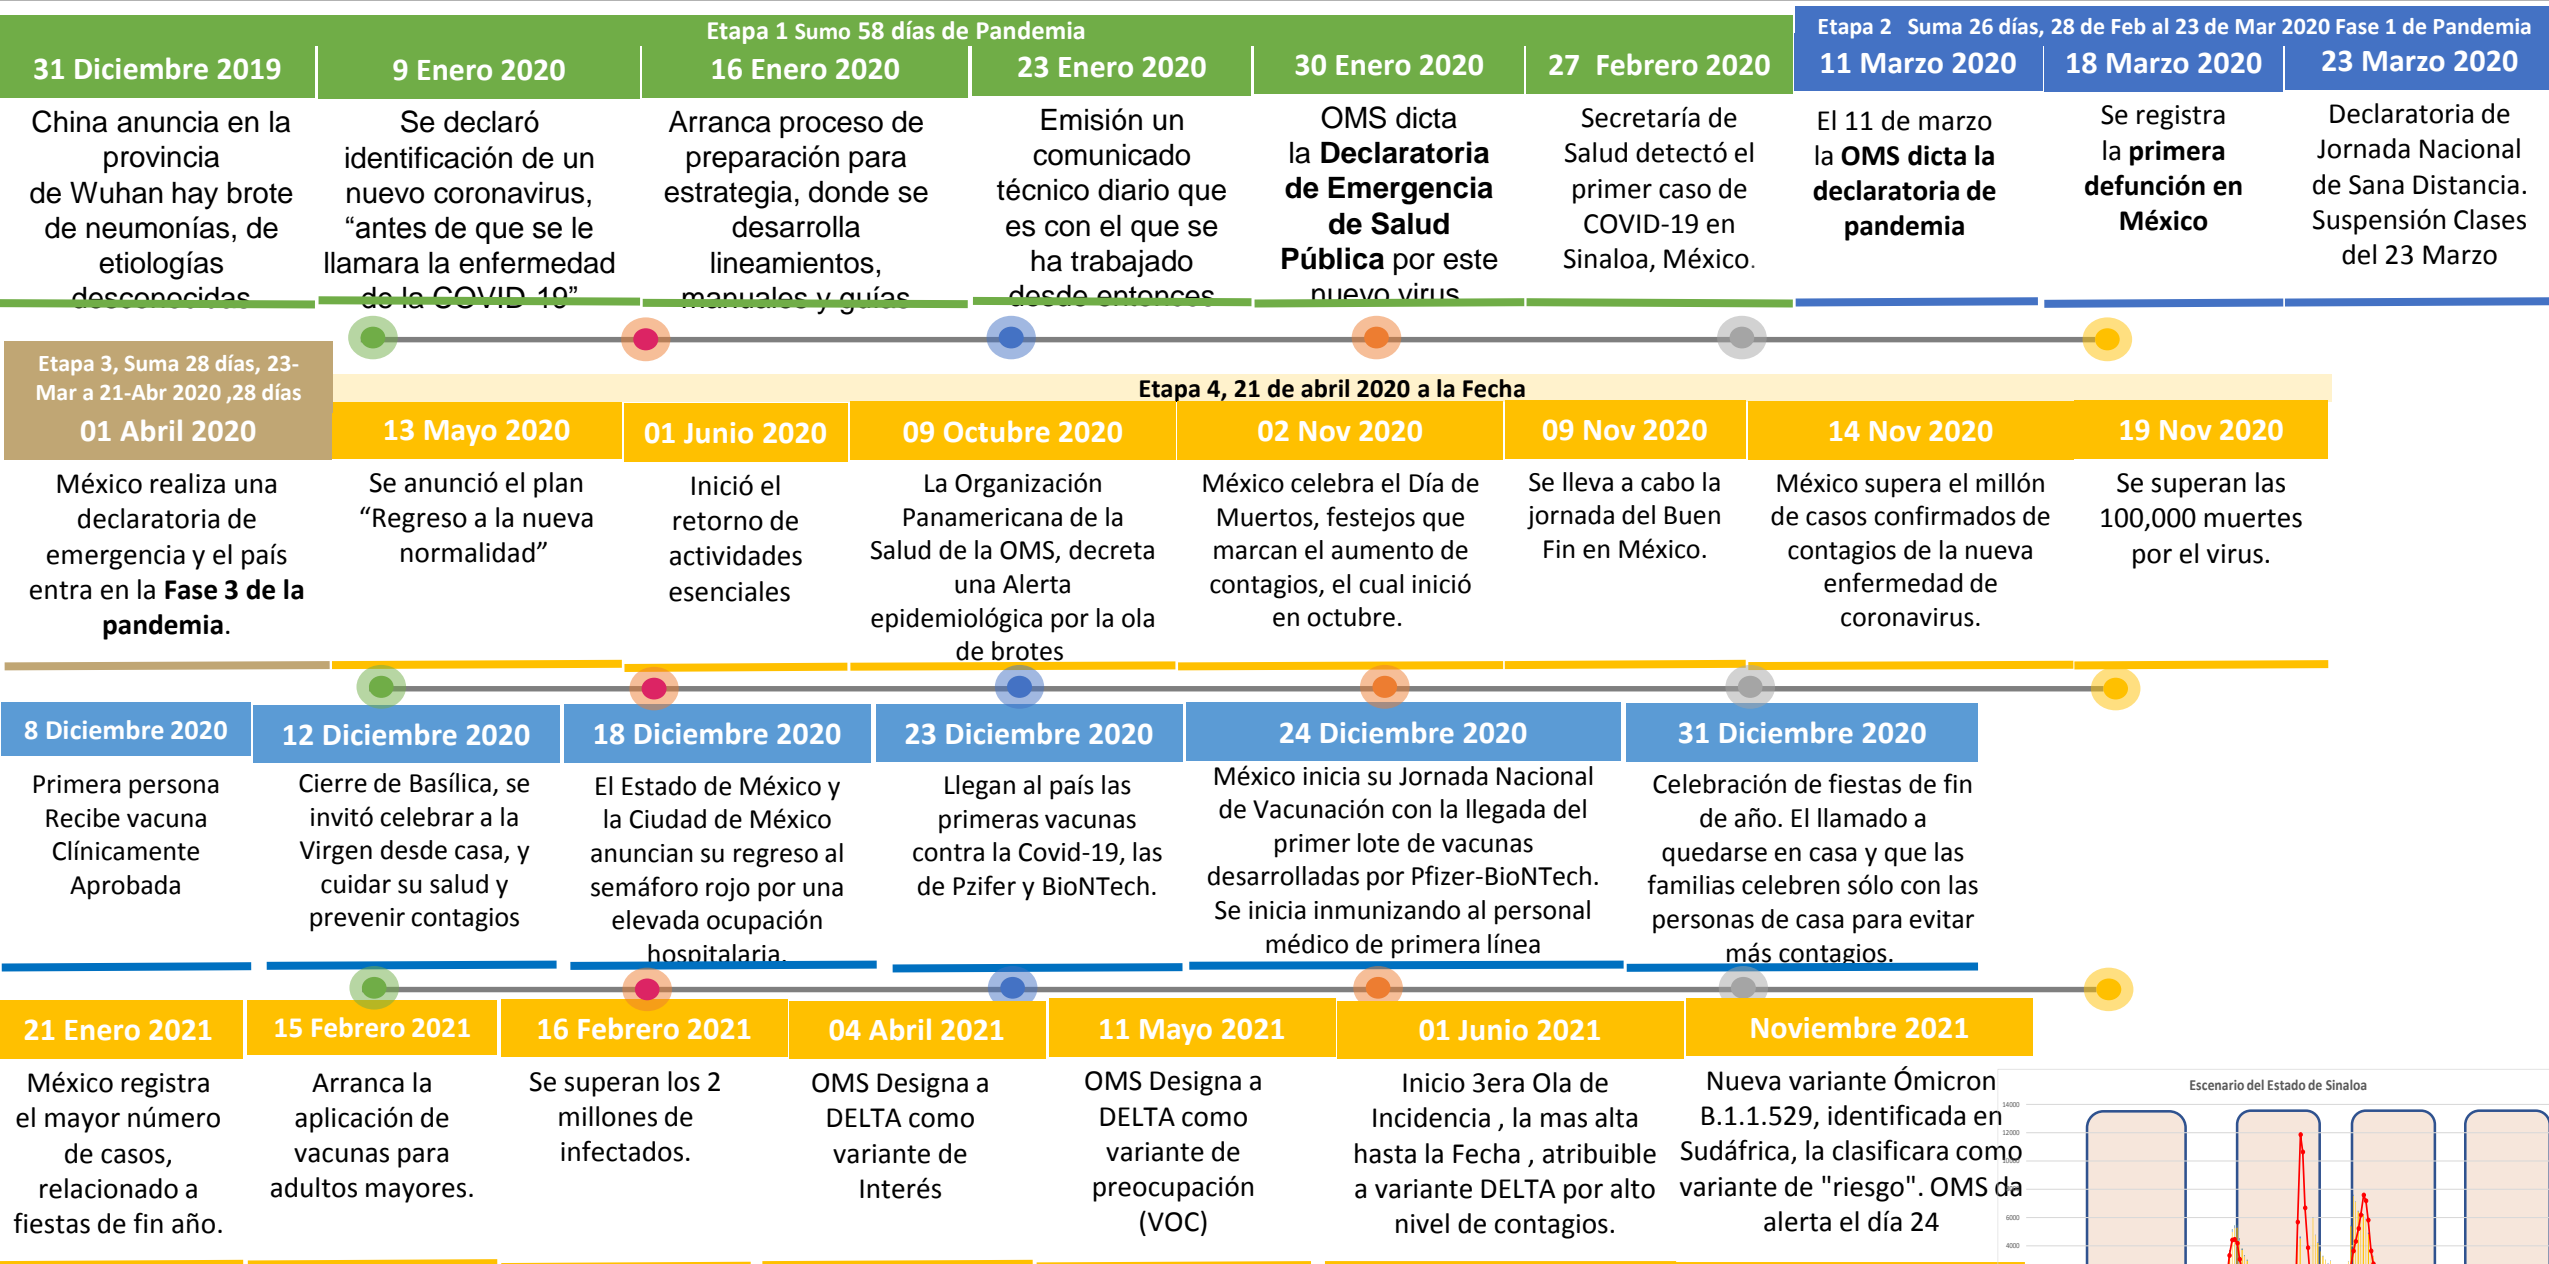 Etapa 1 Sumo 58 días de Pandemia
Etapa 2 Suma 26 días, 28 de Feb al 23 de Mar 2020 Fase 1 de Pandemia
31 Diciembre 2019
China anuncia en la
provincia
de Wuhan hay brote
de neumonías, de
etiologías
desconocidas
9 Enero 2020
Se declaró
identificación de un
nuevo coronavirus,
“antes de que se le
llamara la enfermedad
de la COVID-19”
16 Enero 2020
Arranca proceso de
preparación para
estrategia, donde se
desarrolla
lineamientos,
manuales y guías
23 Enero 2020
Emisión un
comunicado
técnico diario que
es con el que se
ha trabajado
desde entonces
30 Enero 2020
OMS dicta
la Declaratoria
de Emergencia
de Salud
Pública por este
nuevo virus
27 Febrero 2020
Secretaría de
Salud detectó el
primer caso de
COVID-19 en
Sinaloa, México.
11 Marzo 2020
El 11 de marzo
la OMS dicta la
declaratoria de
pandemia
18 Marzo 2020
Se registra
la primera
defunción en
México
23 Marzo 2020
Declaratoria de
Jornada Nacional
de Sana Distancia.
Suspensión Clases
del 23 Marzo
Etapa 3, Suma 28 días, 23-
Mar a 21-Abr 2020 ,28 días
Etapa 4, 21 de abril 2020 a la Fecha
01 Abril 2020
México realiza una
declaratoria de
emergencia y el país
entra en la Fase 3 de la
pandemia.
13 Mayo 2020
Se anunció el plan
“Regreso a la nueva
normalidad”
01 Junio 2020
Inició el
retorno de
actividades
esenciales
09 Octubre 2020
La Organización
Panamericana de la
Salud de la OMS, decreta
una Alerta
epidemiológica por la ola
de brotes
02 Nov 2020
México celebra el Día de
Muertos, festejos que
marcan el aumento de
contagios, el cual inició
en octubre.
09 Nov 2020
Se lleva a cabo la
jornada del Buen
Fin en México.
14 Nov 2020
México supera el millón
de casos confirmados de
contagios de la nueva
enfermedad de
coronavirus.
19 Nov 2020
Se superan las
100,000 muertes
por el virus.
8 Diciembre 2020
Primera persona
Recibe vacuna
Clínicamente
Aprobada
12 Diciembre 2020
Cierre de Basílica, se
invitó celebrar a la
Virgen desde casa, y
cuidar su salud y
prevenir contagios
18 Diciembre 2020
El Estado de México y
la Ciudad de México
anuncian su regreso al
semáforo rojo por una
elevada ocupación
hospitalaria.
23 Diciembre 2020
Llegan al país las
primeras vacunas
contra la Covid-19, las
de Pzifer y BioNTech.
24 Diciembre 2020
México inicia su Jornada Nacional
de Vacunación con la llegada del
primer lote de vacunas
desarrolladas por Pfizer-BioNTech.
Se inicia inmunizando al personal
médico de primera línea
31 Diciembre 2020
Celebración de fiestas de fin
de año. El llamado a
quedarse en casa y que las
familias celebren sólo con las
personas de casa para evitar
más contagios.
21 Enero 2021
México registra
el mayor número
de casos,
relacionado a
fiestas de fin año.
15 Febrero 2021
Arranca la
aplicación de
vacunas para
adultos mayores.
16 Febrero 2021
Se superan los 2
millones de
infectados.
04 Abril 2021
OMS Designa a
DELTA como
variante de
Interés
11 Mayo 2021
OMS Designa a
DELTA como
variante de
preocupación
(VOC)
01 Junio 2021
Inicio 3era Ola de
Incidencia , la mas alta
hasta la Fecha , atribuible
a variante DELTA por alto
nivel de contagios.
Noviembre 2021
Nueva variante Ómicron
B.1.1.529, identificada en
Sudáfrica, la clasificara como
variante de "riesgo". OMS da
alerta el día 24
Escenario del Estado de Sinaloa
14000
12000
10000
6000
4000